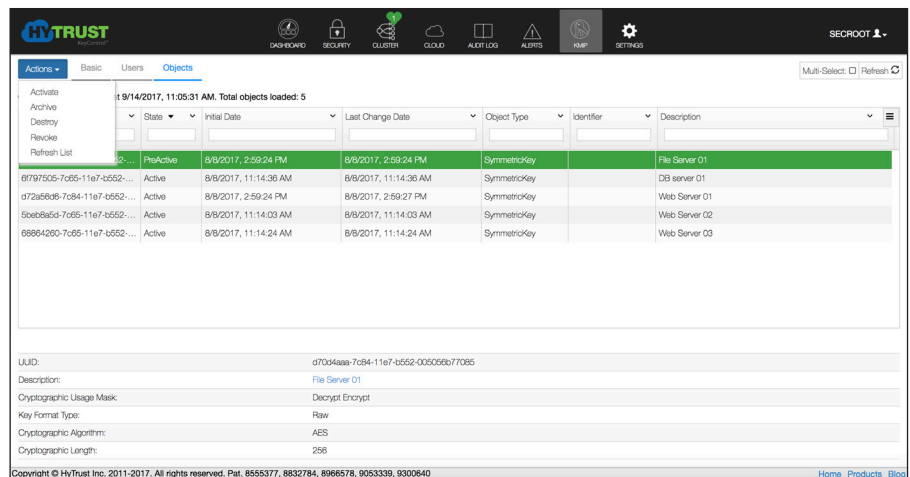 HYTRUST
KeyControl
DASHBOARD SECURITY CLUSTER CLOUD AUDIT LOG ALERTS KMIP SETTINGS
1
SECROOT
Actions Basic Users Objects
Multi-Select: Refresh
Activate
Archive
Destroy
Revoke
Refresh List
9/14/2017, 11:05:31 AM. Total objects loaded: 5
State Initial Date Last Change Date Object Type Identifier Description
PreActive 8/8/2017, 2:59:24 PM 8/8/2017, 2:59:24 PM SymmetricKey File Server 01
6f797505-7c65-11e7-b552-... Active 8/8/2017, 11:14:36 AM 8/8/2017, 11:14:36 AM SymmetricKey DB server 01
d72a56d6-7c84-11e7-b552-... Active 8/8/2017, 2:59:24 PM 8/8/2017, 2:59:27 PM SymmetricKey Web Server 01
5beb8a5d-7c65-11e7-b552-... Active 8/8/2017, 11:14:03 AM 8/8/2017, 11:14:03 AM SymmetricKey Web Server 02
68864260-7c65-11e7-b552-... Active 8/8/2017, 11:14:24 AM 8/8/2017, 11:14:24 AM SymmetricKey Web Server 03
UUID: d70d4aaa-7c84-11e7-b552-005056b77085
Description: File Server 01
Cryptographic Usage Mask: Decrypt Encrypt
Key Format Type: Raw
Cryptographic Algorithm: AES
Cryptographic Length: 256
Copyright © HyTrust Inc. 2011-2017. All rights reserved. Pat. 8555377, 8832784, 8966578, 9053339, 9300640
Home Products Blog